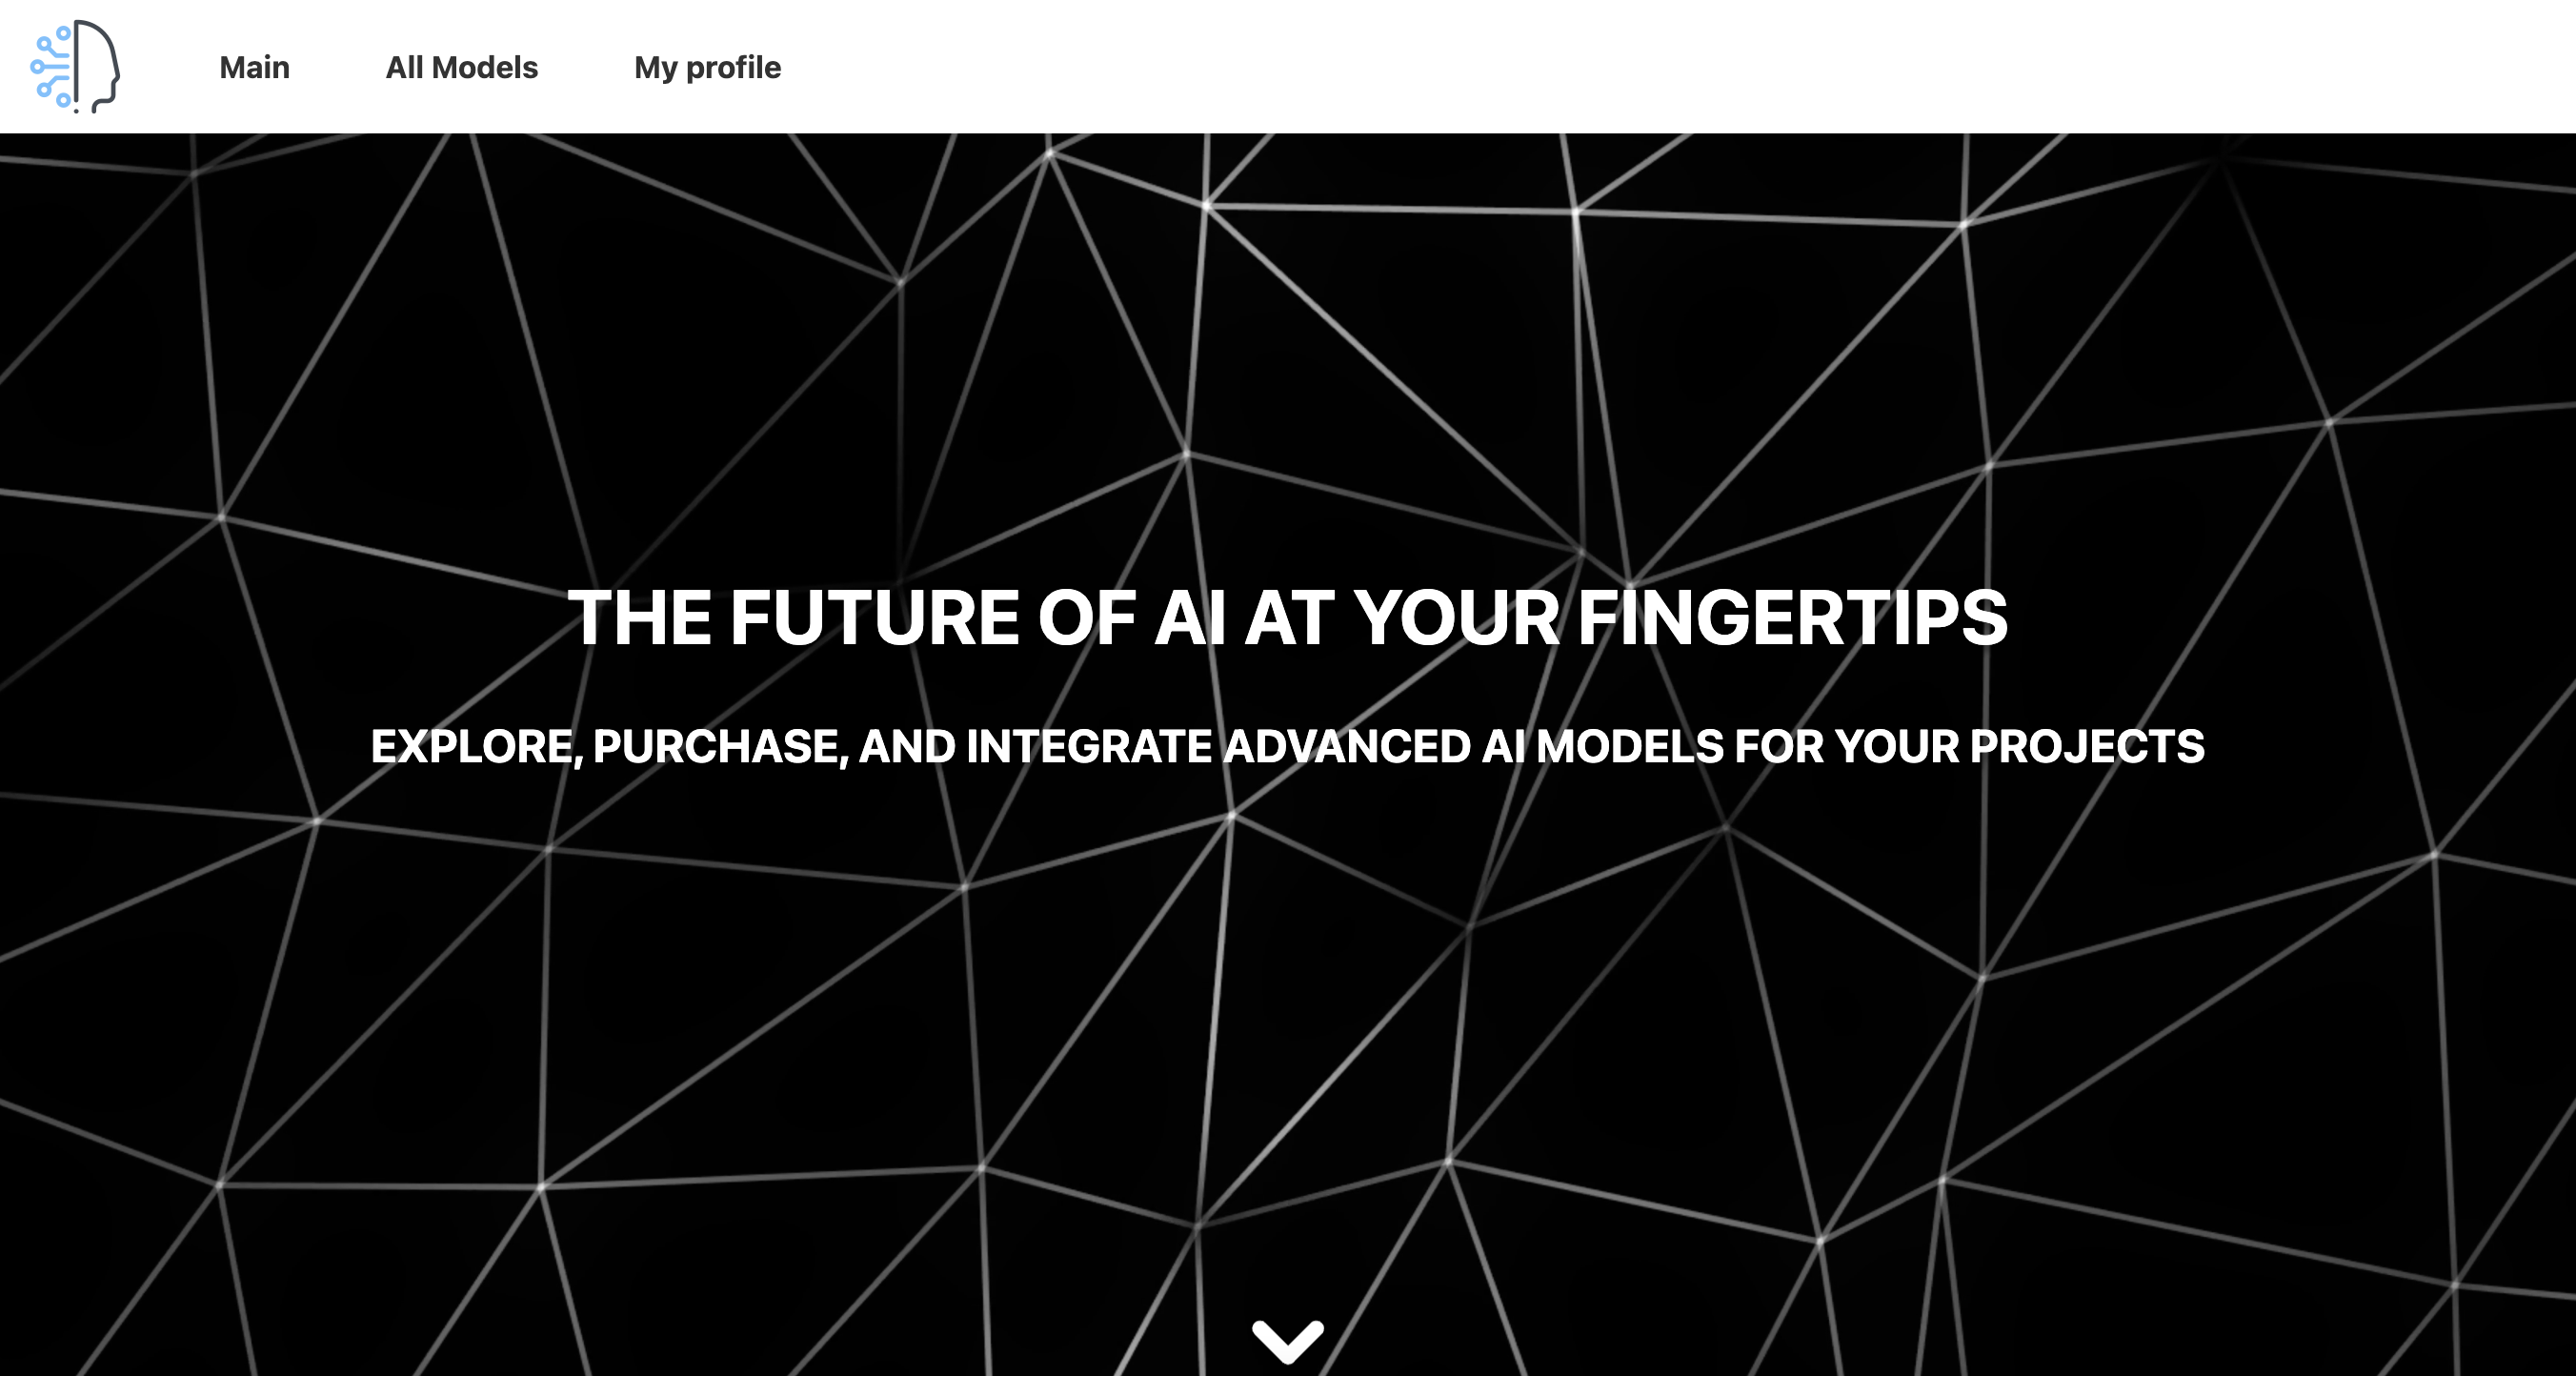 Main All Models My profile
THE FUTURE OF AI AT YOUR FINGERTIPS
EXPLORE, PURCHASE, AND INTEGRATE ADVANCED AI MODELS FOR YOUR PROJECTS